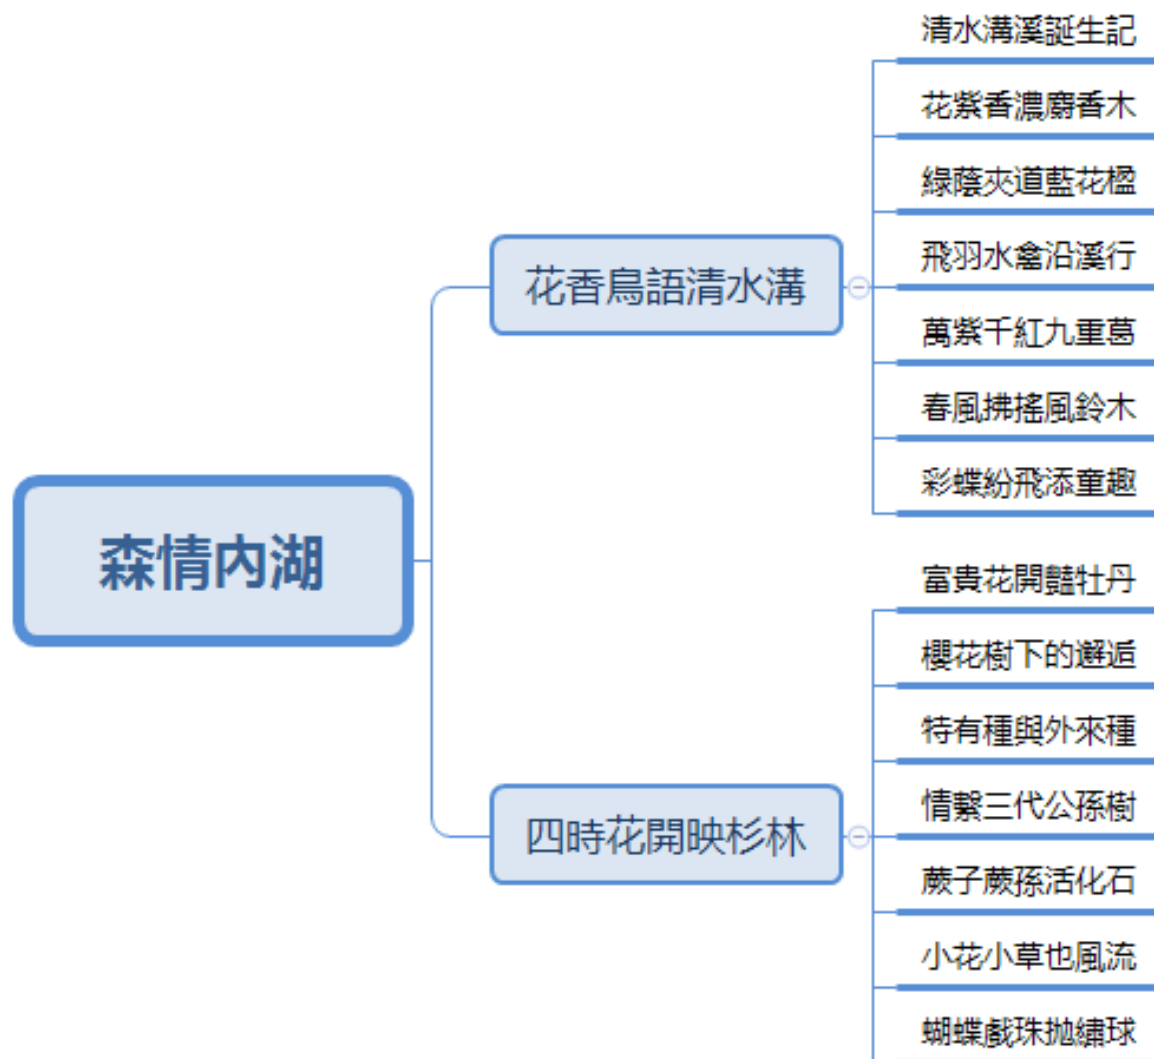 森情內湖
花香鳥語清水溝
清水溝溪誕生記
花紫香濃麝香木
綠蔭夾道藍花楹
飛羽水禽沿溪行
萬紫千紅九重葛
春風拂搖風鈴木
彩蝶紛飛添童趣
四時花開映杉林
富貴花開豔牡丹
櫻花樹下的邂逅
特有種與外來種
情繫三代公孫樹
蕨子蕨孫活化石
小花小草也風流
蝴蝶戲珠拋繡球